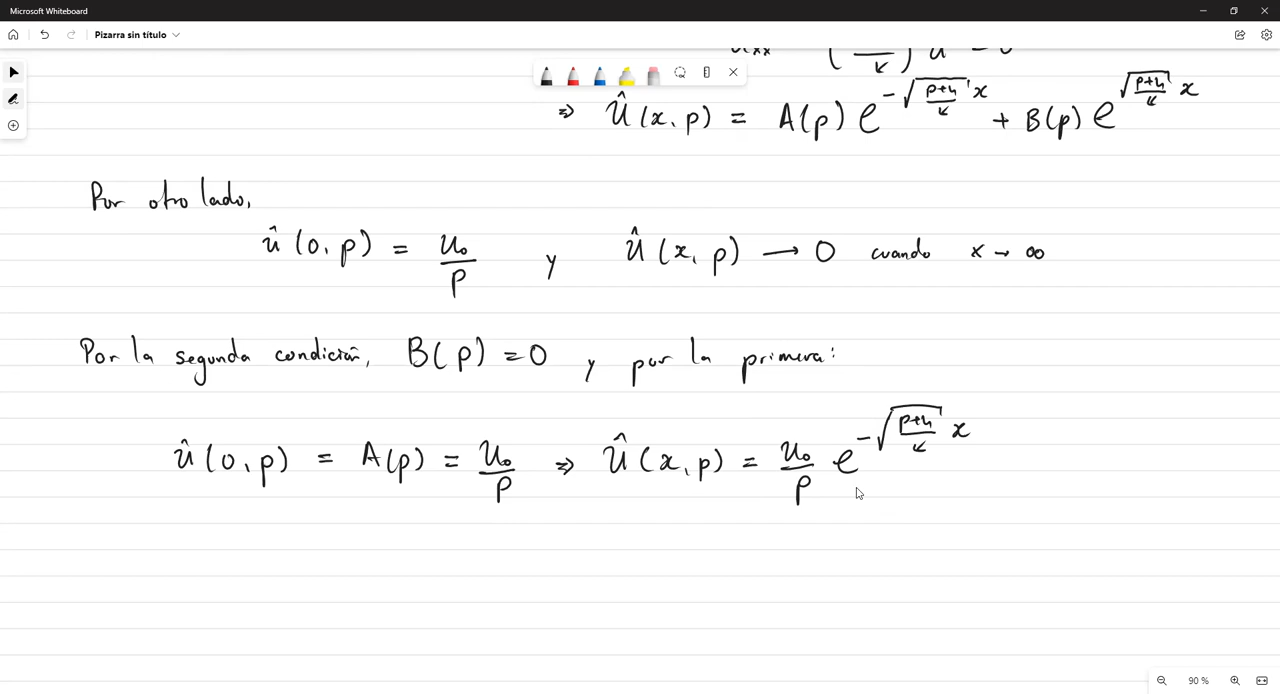 Microsoft Whiteboard
Pizarra sin título
⇒ û(x,p) = A(p) e^{-√((p+h)/κ) x} + B(p) e^{√((p+h)/κ) x}
Por otro lado,
û(0,p) = u₀/p y û(x,p) → 0 cuando x → ∞
Por la segunda condición, B(p) = 0 y por la primera:
û(0,p) = A(p) = u₀/p ⇒ û(x,p) = u₀/p e^{-√((p+h)/κ) x}
90 %